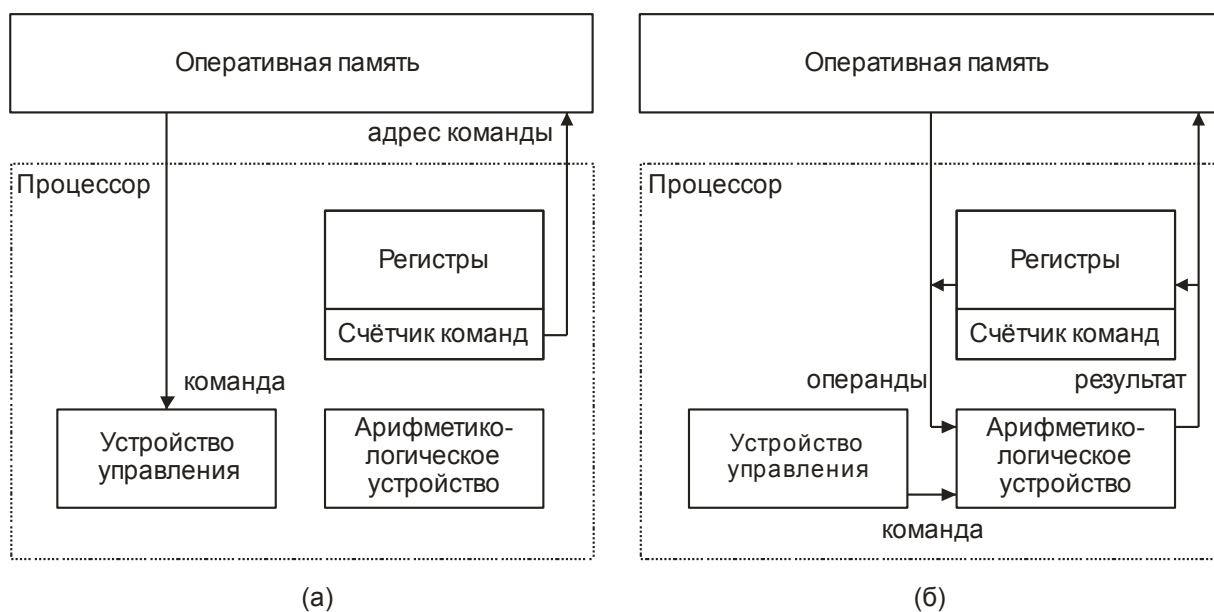 Оперативная память
адрес команды
Процессор
Регистры
Счётчик команд
команда
Устройство
управления
Арифметико-
логическое
устройство
(а)
Оперативная память
Процессор
Регистры
Счётчик команд
операнды
результат
Устройство
управления
Арифметико-
логическое
устройство
команда
(б)